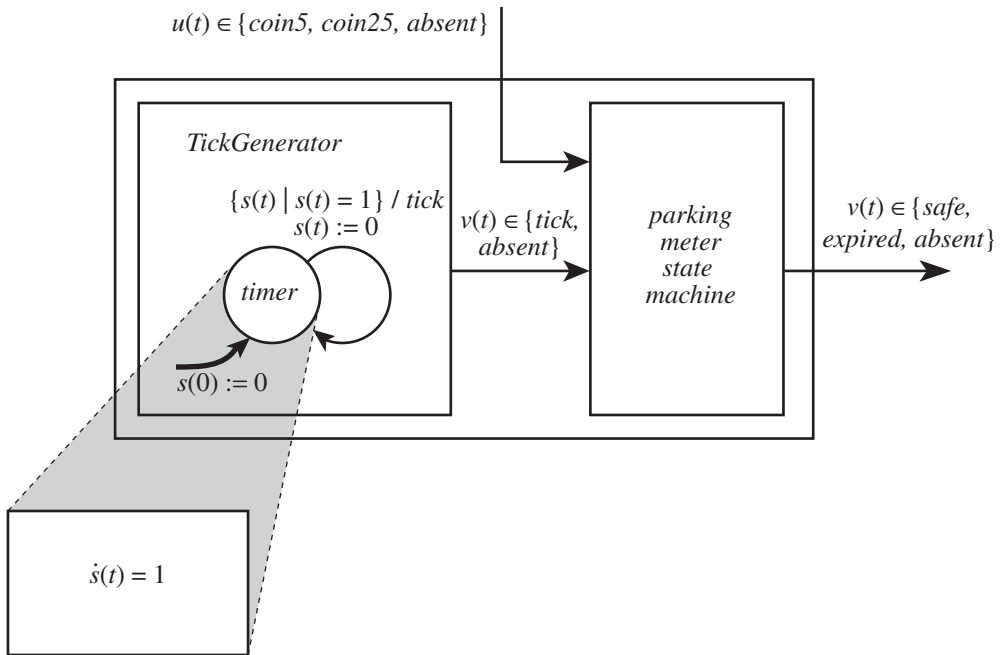 u(t) ∈ {coin5, coin25, absent}
TickGenerator
{s(t) | s(t) = 1} / tick
s(t) := 0
timer
s(0) := 0
v(t) ∈ {tick,
absent}
parking
meter
state
machine
v(t) ∈ {safe,
expired, absent}
ṡ(t) = 1